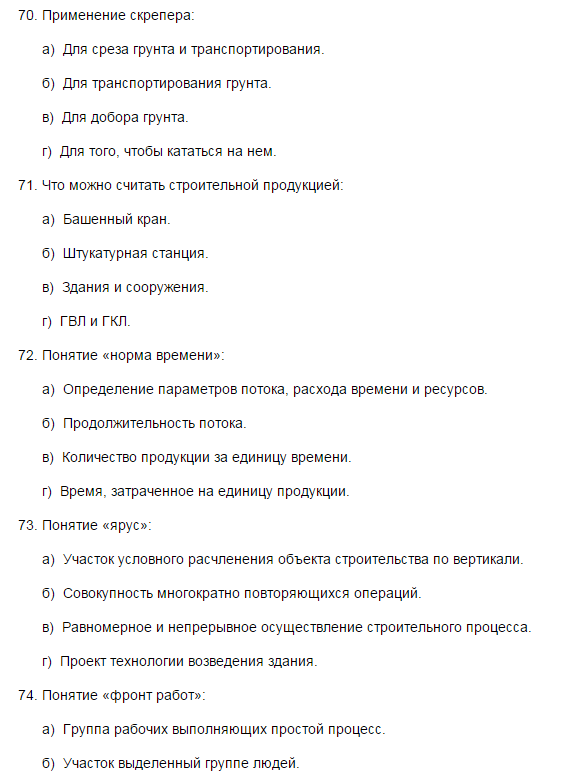 70. Применение скрепера:
а) Для среза грунта и транспортирования.
б) Для транспортирования грунта.
в) Для добора грунта.
г) Для того, чтобы кататься на нем.
71. Что можно считать строительной продукцией:
а) Башенный кран.
б) Штукатурная станция.
в) Здания и сооружения.
г) ГВЛ и ГКЛ.
72. Понятие «норма времени»:
а) Определение параметров потока, расхода времени и ресурсов.
б) Продолжительность потока.
в) Количество продукции за единицу времени.
г) Время, затраченное на единицу продукции.
73. Понятие «ярус»:
а) Участок условного расчленения объекта строительства по вертикали.
б) Совокупность многократно повторяющихся операций.
в) Равномерное и непрерывное осуществление строительного процесса.
г) Проект технологии возведения здания.
74. Понятие «фронт работ»:
а) Группа рабочих выполняющих простой процесс.
б) Участок выделенный группе людей.